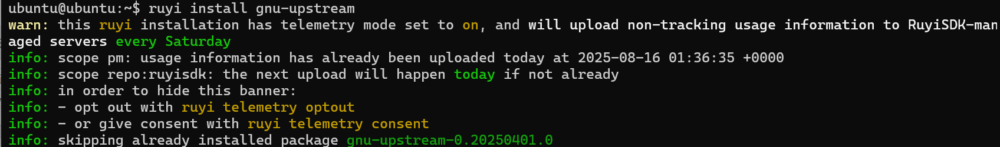 ubuntu@ubuntu:~$ ruyi install gnu-upstream
warn: this ruyi installation has telemetry mode set to on, and will upload non-tracking usage information to RuyiSDK-man
aged servers every Saturday
info: scope pm: usage information has already been uploaded today at 2025-08-16 01:36:35 +0000
info: scope repo:ruyisdk: the next upload will happen today if not already
info: in order to hide this banner:
info: - opt out with ruyi telemetry optout
info: - or give consent with ruyi telemetry consent
info: skipping already installed package gnu-upstream-0.20250401.0